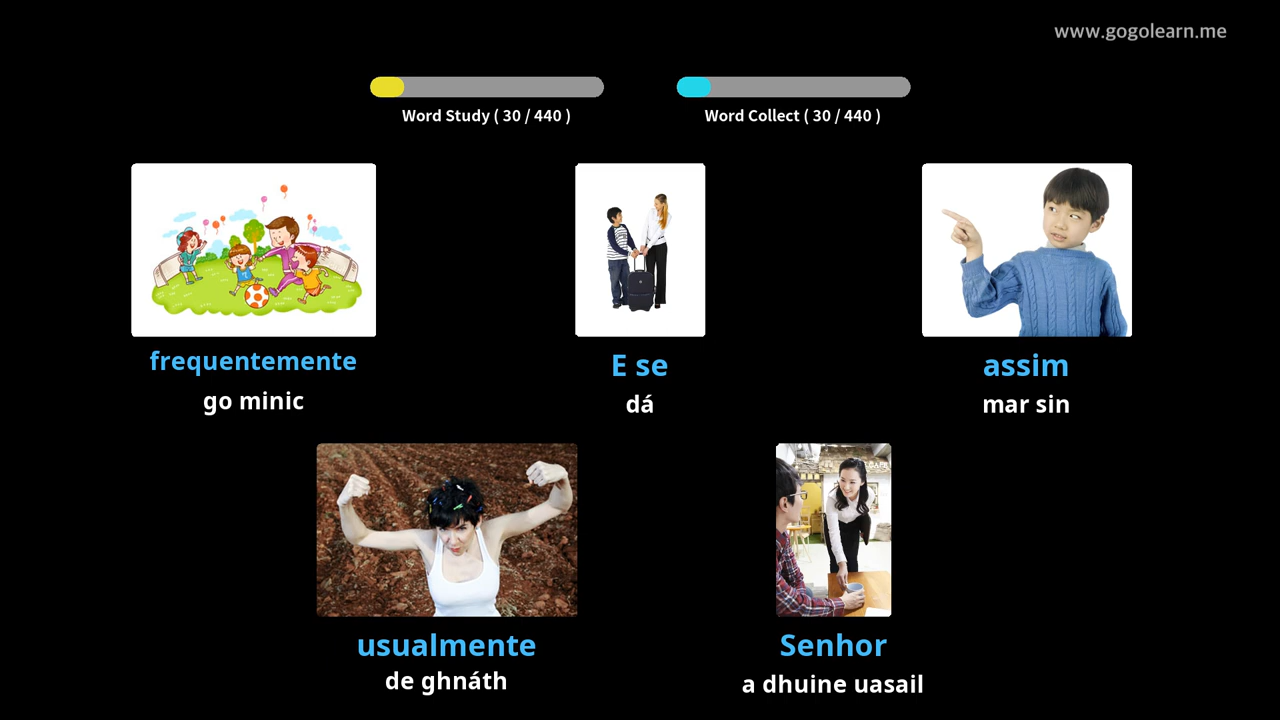 www.gogolearn.me
Word Study ( 30 / 440 )
Word Collect ( 30 / 440 )
frequentemente
go minic
E se
dá
assim
mar sin
usualmente
de ghnáth
Senhor
a dhuine uasail